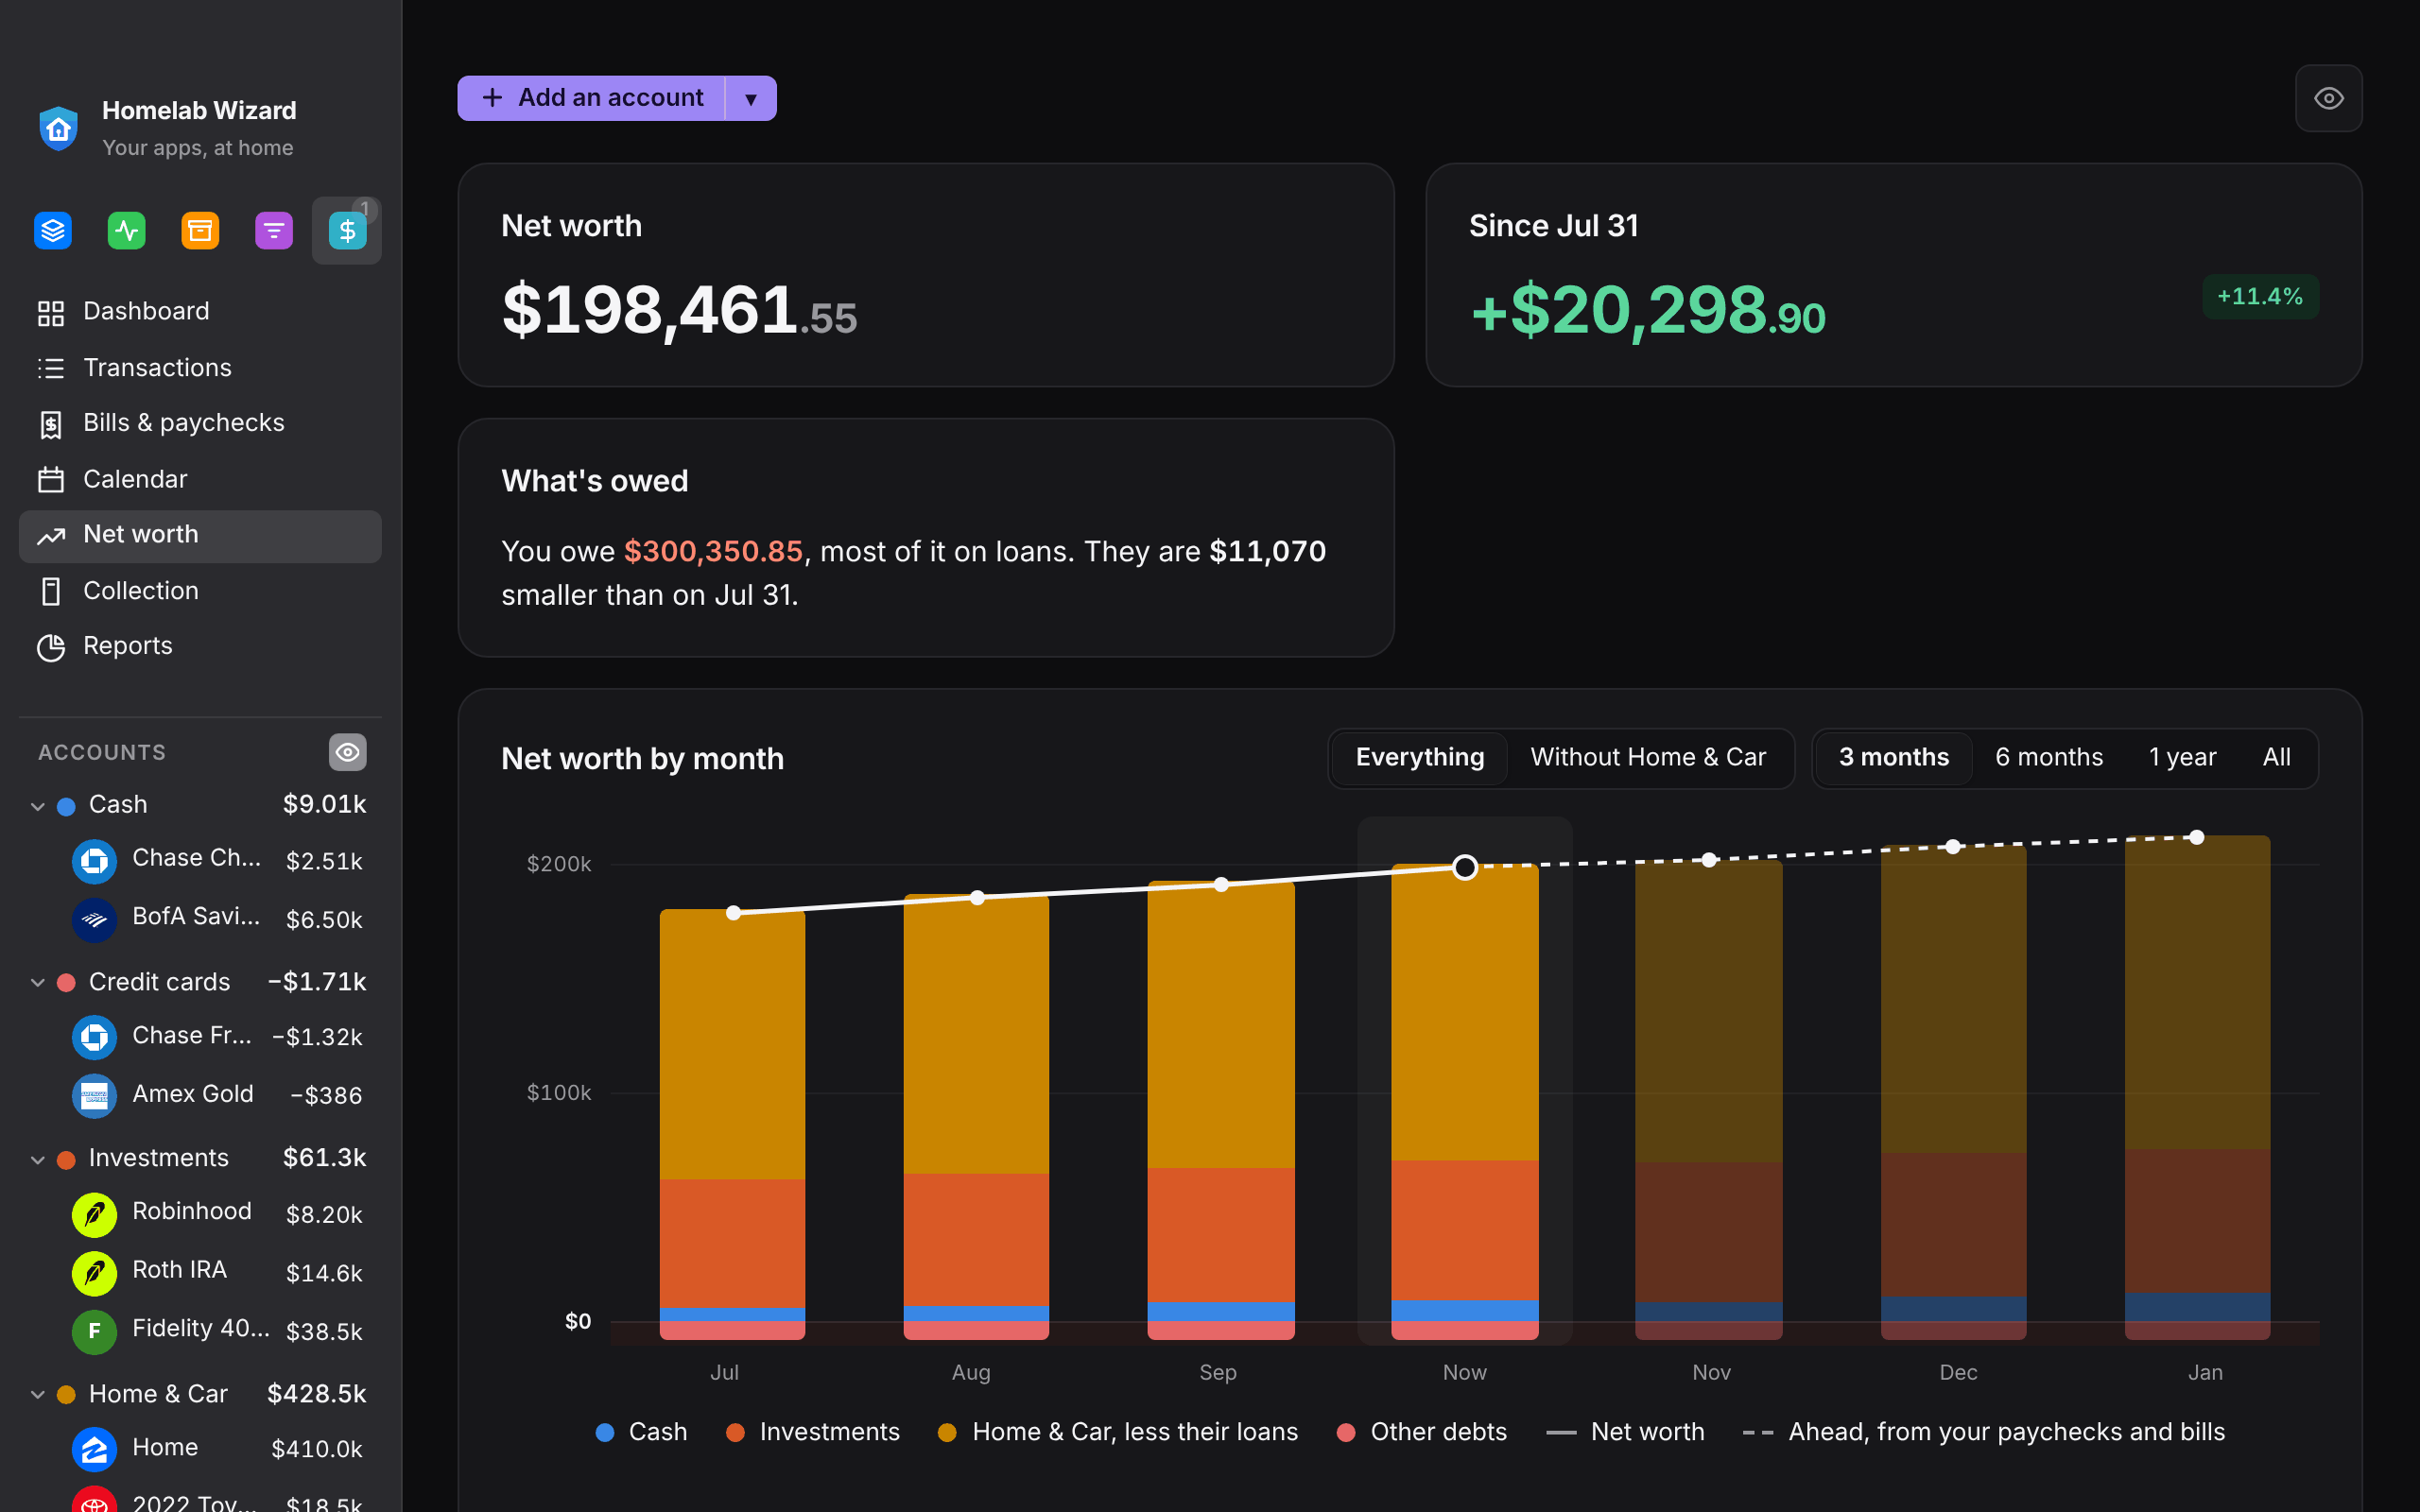 Homelab Wizard
Your apps, at home
1
Dashboard
Transactions
Bills & paychecks
Calendar
Net worth
Collection
Reports
ACCOUNTS
Cash $9.01k
Chase Ch... $2.51k
BofA Savi... $6.50k
Credit cards −$1.71k
Chase Fr... −$1.32k
Amex Gold −$386
Investments $61.3k
Robinhood $8.20k
Roth IRA $14.6k
F Fidelity 40... $38.5k
Home & Car $428.5k
Home $410.0k
2022 Toy... $18.5k
+ Add an account
Net worth
$198,461.55
Since Jul 31
+$20,298.90
+11.4%
What's owed
You owe $300,350.85, most of it on loans. They are $11,070
smaller than on Jul 31.
Net worth by month
Everything Without Home & Car
3 months 6 months 1 year All
$200k
$100k
$0
Jul Aug Sep Now Nov Dec Jan
Cash Investments Home & Car, less their loans Other debts Net worth Ahead, from your paychecks and bills